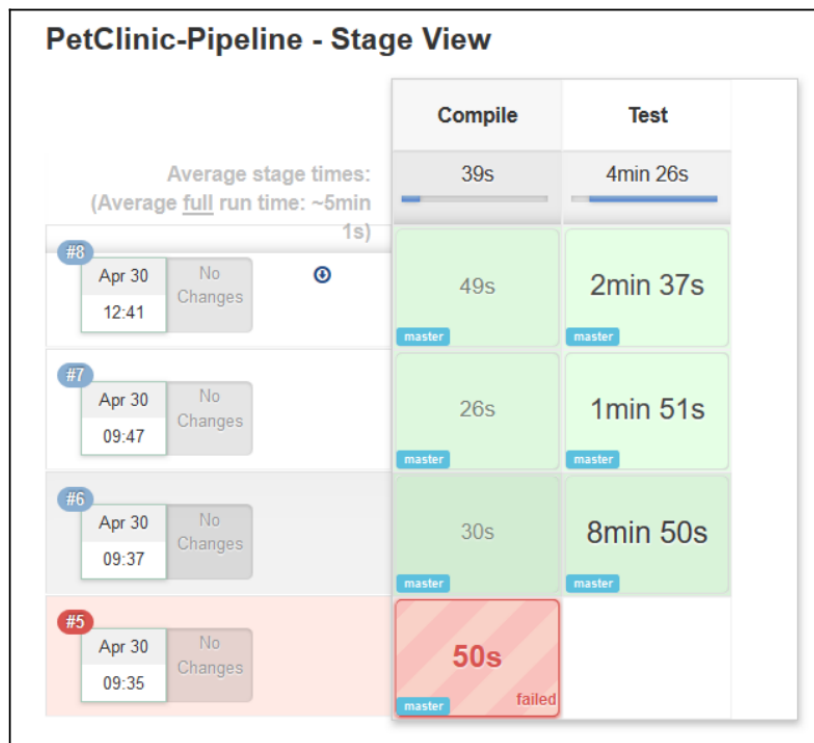 PetClinic-Pipeline - Stage View
Compile Test
Average stage times: 39s 4min 26s
(Average full run time: ~5min
1s)
#8
Apr 30 No
Changes
12:41
49s 2min 37s
master master
#7
Apr 30 No
Changes
09:47
26s 1min 51s
master master
#6
Apr 30 No
Changes
09:37
30s 8min 50s
master master
#5
Apr 30 No
Changes
09:35
50s
master failed